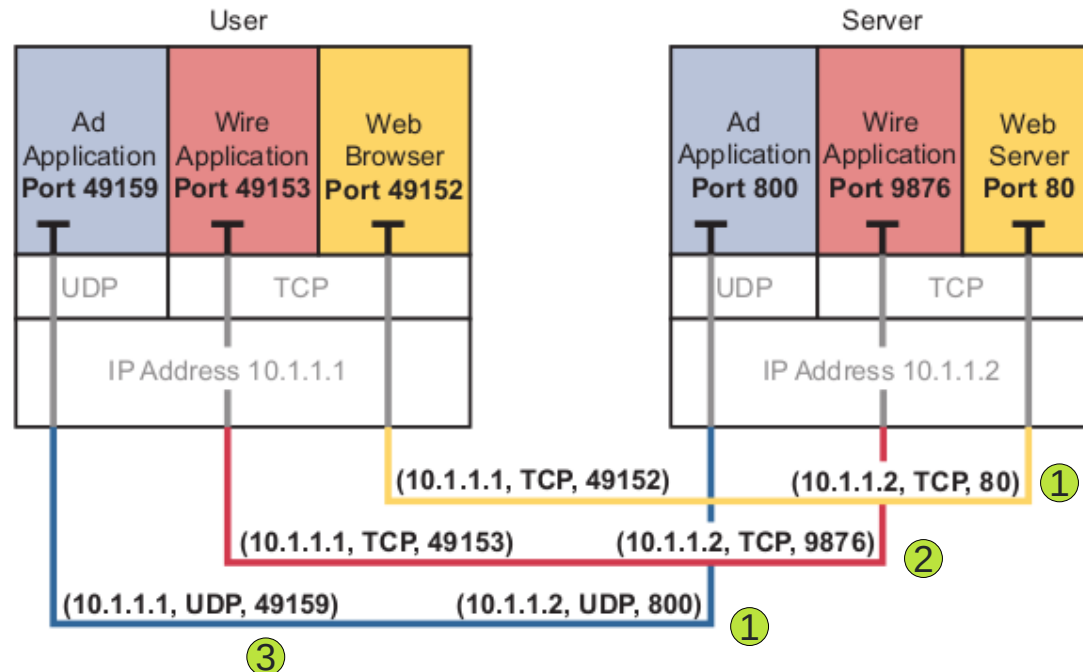 User
Server
Ad
Application
Port 49159
Wire
Application
Port 49153
Web
Browser
Port 49152
Ad
Application
Port 800
Wire
Application
Port 9876
Web
Server
Port 80
UDP
TCP
UDP
TCP
IP Address 10.1.1.1
IP Address 10.1.1.2
(10.1.1.1, TCP, 49152)
(10.1.1.2, TCP, 80)
1
(10.1.1.1, TCP, 49153)
(10.1.1.2, TCP, 9876)
2
(10.1.1.1, UDP, 49159)
(10.1.1.2, UDP, 800)
1
3